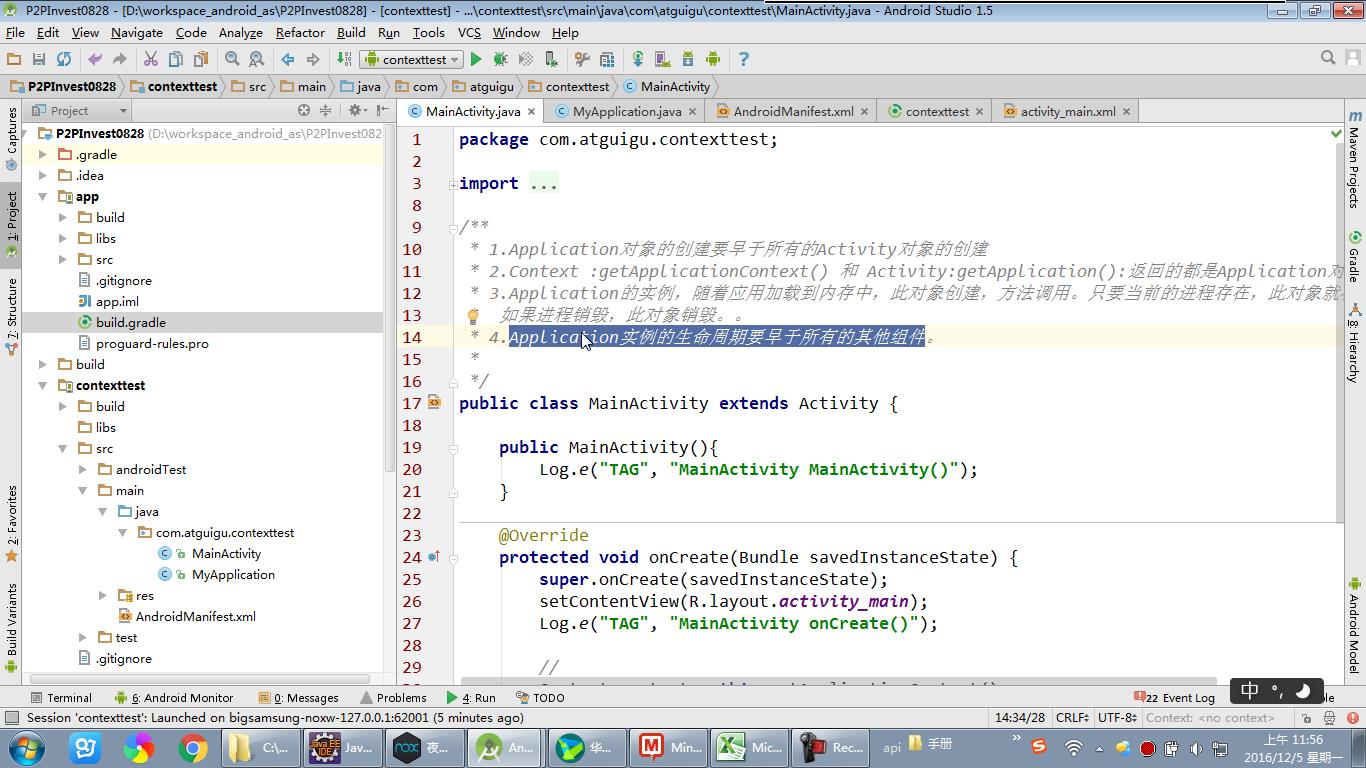 P2PInvest0828 - [D:\workspace_android_as\P2PInvest0828] - [contexttest] - ...\contexttest\src\main\java\com\atguigu\contexttest\MainActivity.java - Android Studio 1.5
File Edit View Navigate Code Analyze Refactor Build Run Tools VCS Window Help
contexttest
P2PInvest0828 contexttest src main java com atguigu contexttest MainActivity
Project
MainActivity.java MyApplication.java AndroidManifest.xml contexttest activity_main.xml
Captures
1: Project
7: Structure
2: Favorites
Build Variants
P2PInvest0828 (D:\workspace_android_as\P2PInvest082
.gradle
.idea
app
build
libs
src
.gitignore
app.iml
build.gradle
proguard-rules.pro
build
contexttest
build
libs
src
androidTest
main
java
com.atguigu.contexttest
MainActivity
MyApplication
res
AndroidManifest.xml
test
.gitignore
1 package com.atguigu.contexttest;
2
3 import ...
8
9 /**
10 * 1.Application对象的创建要早于所有的Activity对象的创建
11 * 2.Context :getApplicationContext() 和 Activity:getApplication():返回的都是Application对
12 * 3.Application的实例，随着应用加载到内存中，此对象创建，方法调用。只要当前的进程存在，此对象就
13 如果进程销毁，此对象销毁。。
14 * 4.Application实例的生命周期要早于所有的其他组件。
15 *
16 */
17 public class MainActivity extends Activity {
18
19 public MainActivity(){
20 Log.e("TAG", "MainActivity MainActivity()");
21 }
22
23 @Override
24 protected void onCreate(Bundle savedInstanceState) {
25 super.onCreate(savedInstanceState);
26 setContentView(R.layout.activity_main);
27 Log.e("TAG", "MainActivity onCreate()");
28
29 //
Maven Projects
Gradle
8: Hierarchy
Android Model
Terminal 6: Android Monitor 0: Messages Problems 4: Run TODO 22 Event Log
中 °,
Session 'contexttest': Launched on bigsamsung-noxw-127.0.0.1:62001 (5 minutes ago) 14:34/28 CRLF UTF-8 Context: <no context>
C:\... Jav... 夜... An... 华... Min... Mic... Rec... api 手册
上午 11:56
2016/12/5 星期一